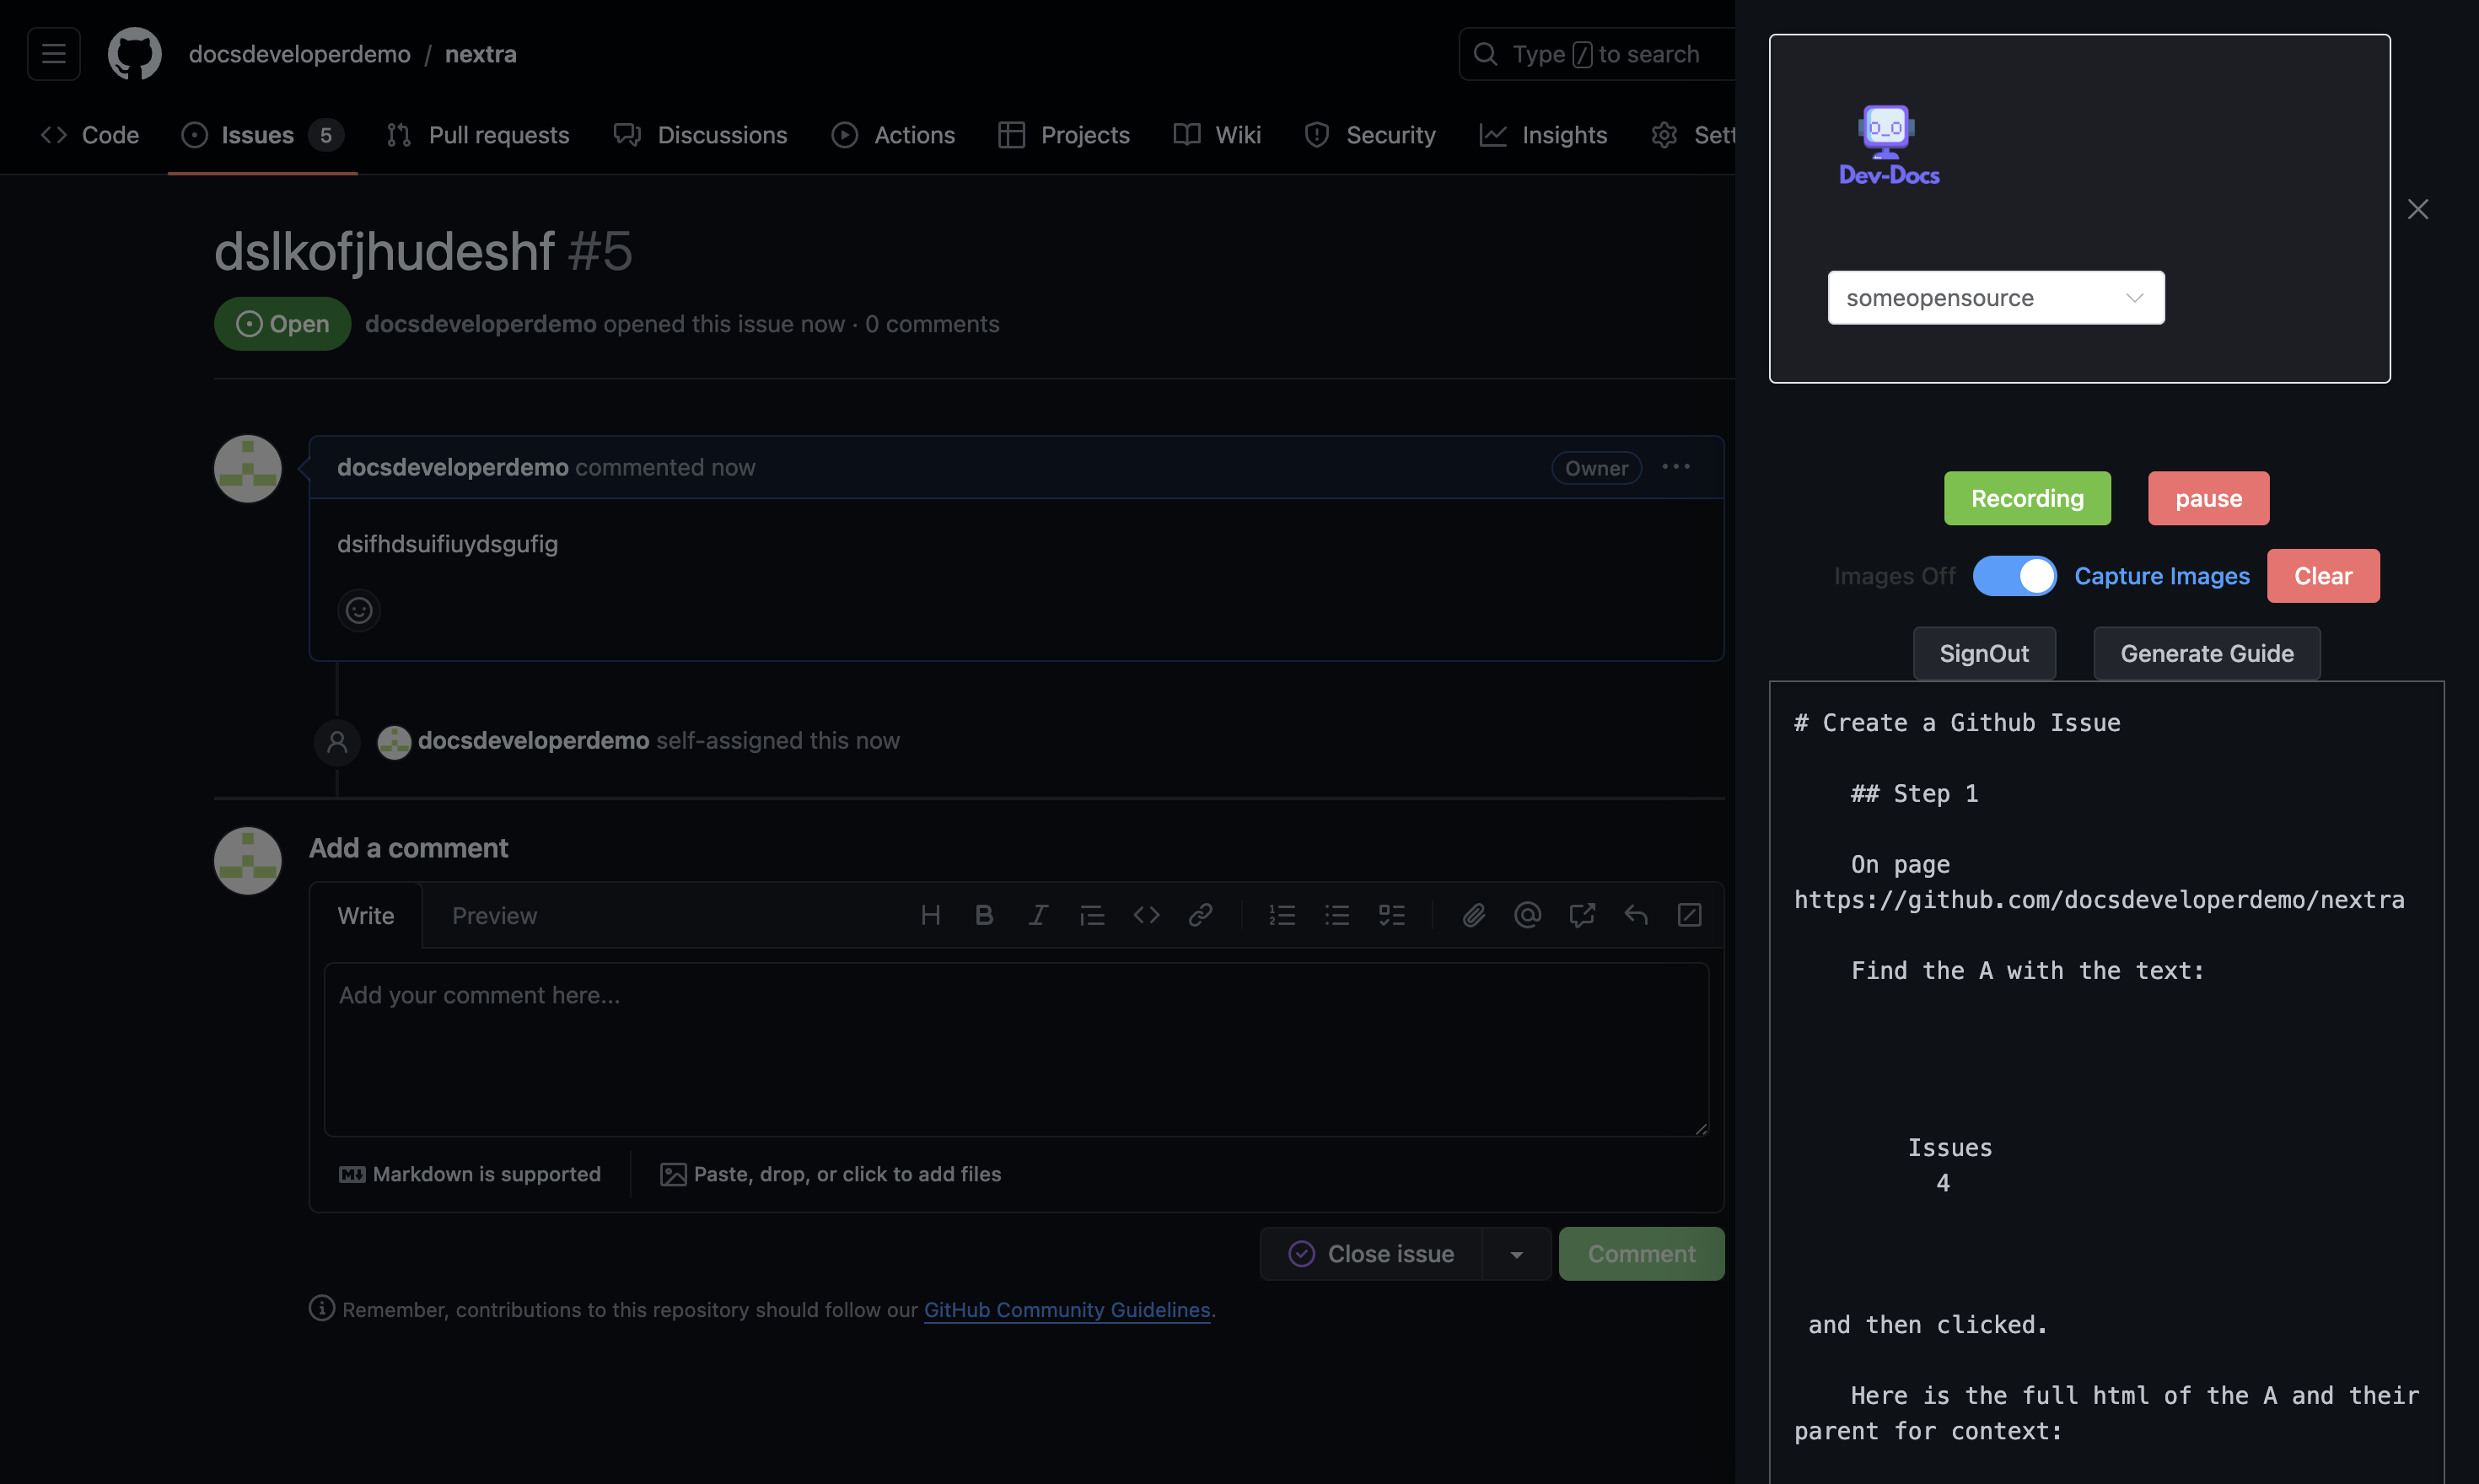 docsdeveloperdemo / nextra
Type / to search
Code
Issues 5
Pull requests
Discussions
Actions
Projects
Wiki
Security
Insights
Sett
dslkofjhudeshf #5
Open
docsdeveloperdemo opened this issue now · 0 comments
docsdeveloperdemo commented now
Owner
dsifhdsuifiuydsgufig
docsdeveloperdemo self-assigned this now
Add a comment
Write
Preview
Add your comment here...
Markdown is supported
Paste, drop, or click to add files
Close issue
Comment
Remember, contributions to this repository should follow our GitHub Community Guidelines.
Dev-Docs
someopensource
Recording
pause
Images Off
Capture Images
Clear
SignOut
Generate Guide
# Create a Github Issue
## Step 1
On page
https://github.com/docsdeveloperdemo/nextra
Find the A with the text:
Issues
4
and then clicked.
Here is the full html of the A and their
parent for context: